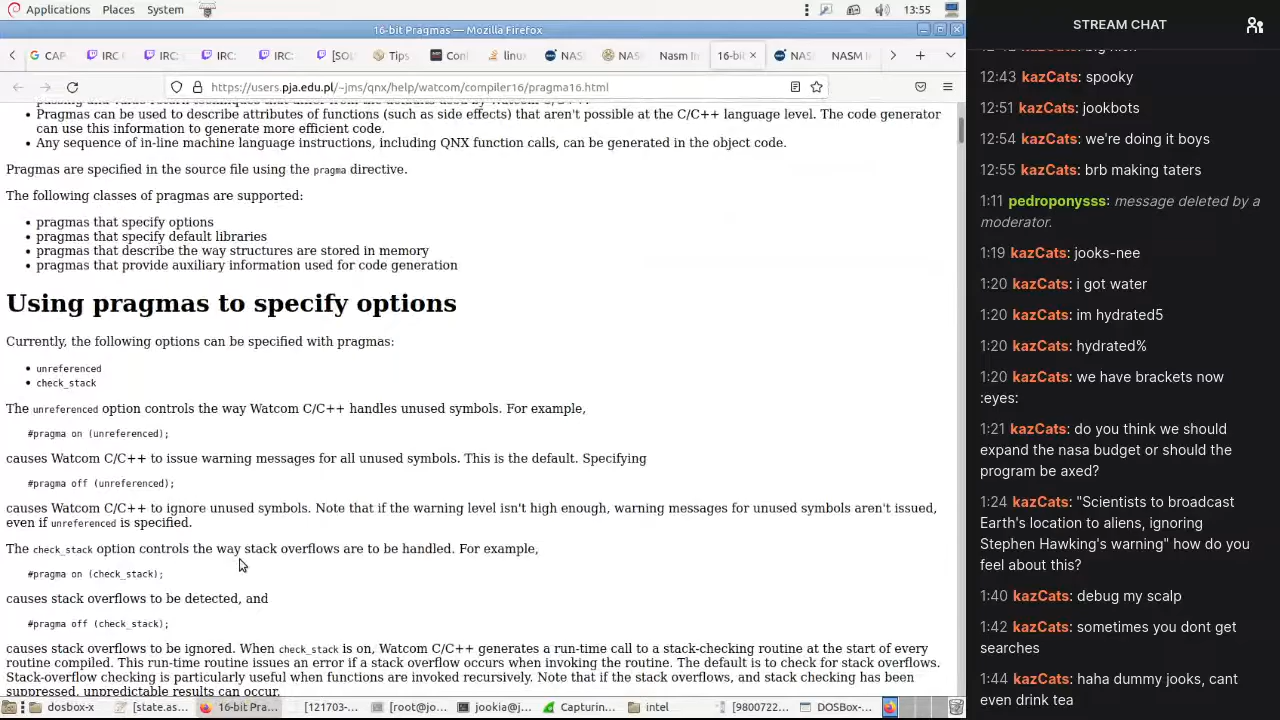 Applications Places System 13:55
16-bit Pragmas — Mozilla Firefox
CAP IRC ( IRC: IRC: [SOL Tips Conf linux NASM NASM Nasm fr 16-bit NASM NASM M
https://users.pja.edu.pl/~jms/qnx/help/watcom/compiler16/pragma16.html
• Pragmas can be used to describe attributes of functions (such as side effects) that aren't possible at the C/C++ language level. The code generator
can use this information to generate more efficient code.
• Any sequence of in-line machine language instructions, including QNX function calls, can be generated in the object code.
Pragmas are specified in the source file using the pragma directive.
The following classes of pragmas are supported:
• pragmas that specify options
• pragmas that specify default libraries
• pragmas that describe the way structures are stored in memory
• pragmas that provide auxiliary information used for code generation
Using pragmas to specify options
Currently, the following options can be specified with pragmas:
• unreferenced
• check_stack
The unreferenced option controls the way Watcom C/C++ handles unused symbols. For example,
#pragma on (unreferenced);
causes Watcom C/C++ to issue warning messages for all unused symbols. This is the default. Specifying
#pragma off (unreferenced);
causes Watcom C/C++ to ignore unused symbols. Note that if the warning level isn't high enough, warning messages for unused symbols aren't issued,
even if unreferenced is specified.
The check_stack option controls the way stack overflows are to be handled. For example,
#pragma on (check_stack);
causes stack overflows to be detected, and
#pragma off (check_stack);
causes stack overflows to be ignored. When check_stack is on, Watcom C/C++ generates a run-time call to a stack-checking routine at the start of every
routine compiled. This run-time routine issues an error if a stack overflow occurs when invoking the routine. The default is to check for stack overflows.
Stack-overflow checking is particularly useful when functions are invoked recursively. Note that if the stack overflows, and stack checking has been
suppressed, unpredictable results can occur.
dosbox-x [state.as... 16-bit Pra... [121703-... [root@jo... jookia@j... Capturin... intel [9800722... DOSBox-...
STREAM CHAT
12:43 kazCats: spooky
12:51 kazCats: jookbots
12:54 kazCats: we're doing it boys
12:55 kazCats: brb making taters
1:11 pedroponysss: message deleted by a
moderator.
1:19 kazCats: jooks-nee
1:20 kazCats: i got water
1:20 kazCats: im hydrated5
1:20 kazCats: hydrated%
1:20 kazCats: we have brackets now
:eyes:
1:21 kazCats: do you think we should
expand the nasa budget or should the
program be axed?
1:24 kazCats: "Scientists to broadcast
Earth's location to aliens, ignoring
Stephen Hawking's warning" how do you
feel about this?
1:40 kazCats: debug my scalp
1:42 kazCats: sometimes you dont get
searches
1:44 kazCats: haha dummy jooks, cant
even drink tea